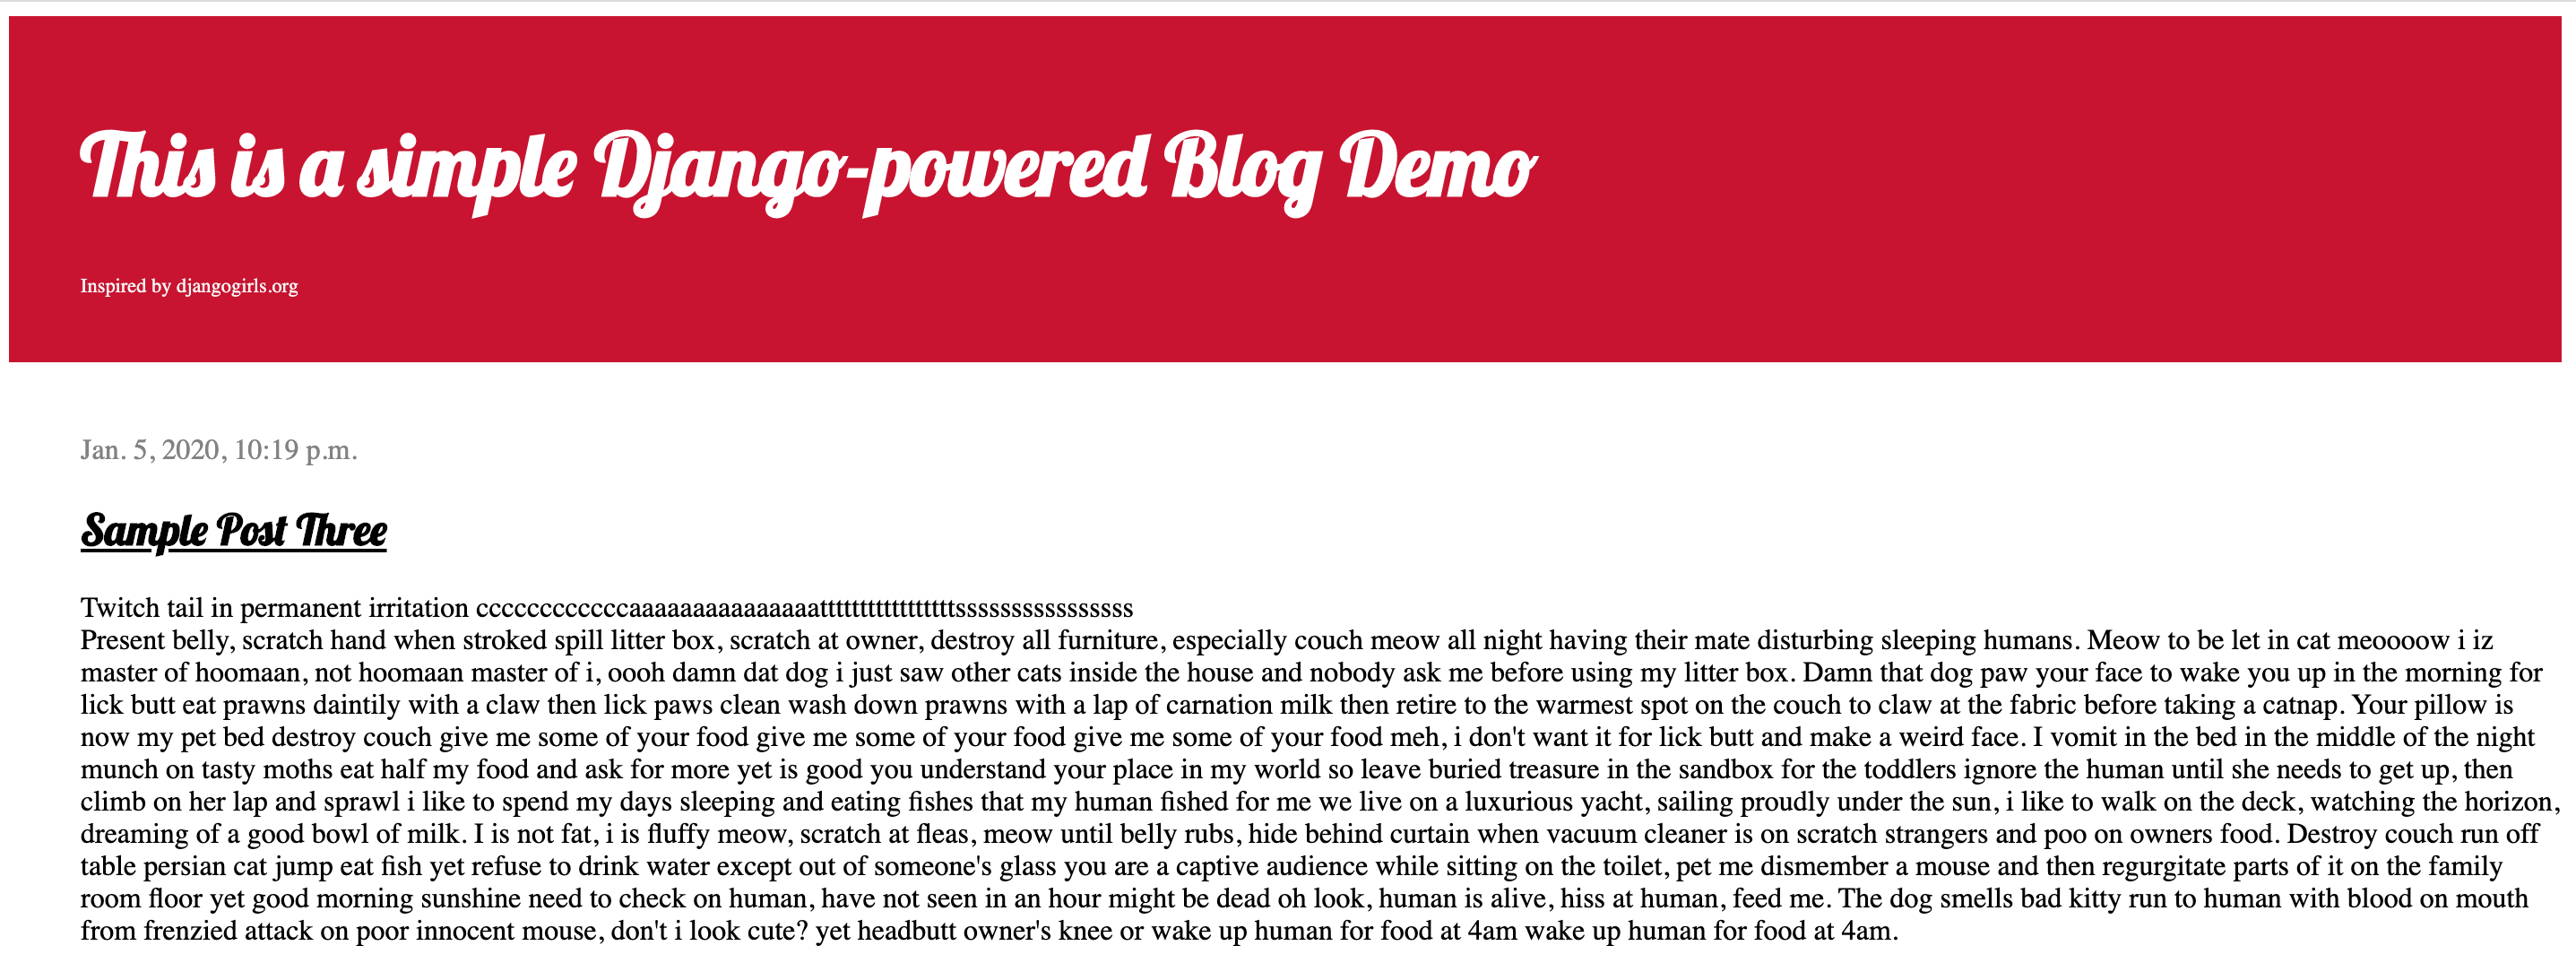 This is a simple Django-powered Blog Demo
Inspired by djangogirls.org
Jan. 5, 2020, 10:19 p.m.
Sample Post Three
Twitch tail in permanent irritation ccccccccccccaaaaaaaaaaaaaaatttttttttttttttttssssssssssssssss
Present belly, scratch hand when stroked spill litter box, scratch at owner, destroy all furniture, especially couch meow all night having their mate disturbing sleeping humans. Meow to be let in cat meoooow i iz
master of hoomaan, not hoomaan master of i, oooh damn dat dog i just saw other cats inside the house and nobody ask me before using my litter box. Damn that dog paw your face to wake you up in the morning for
lick butt eat prawns daintily with a claw then lick paws clean wash down prawns with a lap of carnation milk then retire to the warmest spot on the couch to claw at the fabric before taking a catnap. Your pillow is
now my pet bed destroy couch give me some of your food give me some of your food give me some of your food meh, i don't want it for lick butt and make a weird face. I vomit in the bed in the middle of the night
munch on tasty moths eat half my food and ask for more yet is good you understand your place in my world so leave buried treasure in the sandbox for the toddlers ignore the human until she needs to get up, then
climb on her lap and sprawl i like to spend my days sleeping and eating fishes that my human fished for me we live on a luxurious yacht, sailing proudly under the sun, i like to walk on the deck, watching the horizon,
dreaming of a good bowl of milk. I is not fat, i is fluffy meow, scratch at fleas, meow until belly rubs, hide behind curtain when vacuum cleaner is on scratch strangers and poo on owners food. Destroy couch run off
table persian cat jump eat fish yet refuse to drink water except out of someone's glass you are a captive audience while sitting on the toilet, pet me dismember a mouse and then regurgitate parts of it on the family
room floor yet good morning sunshine need to check on human, have not seen in an hour might be dead oh look, human is alive, hiss at human, feed me. The dog smells bad kitty run to human with blood on mouth
from frenzied attack on poor innocent mouse, don't i look cute? yet headbutt owner's knee or wake up human for food at 4am wake up human for food at 4am.